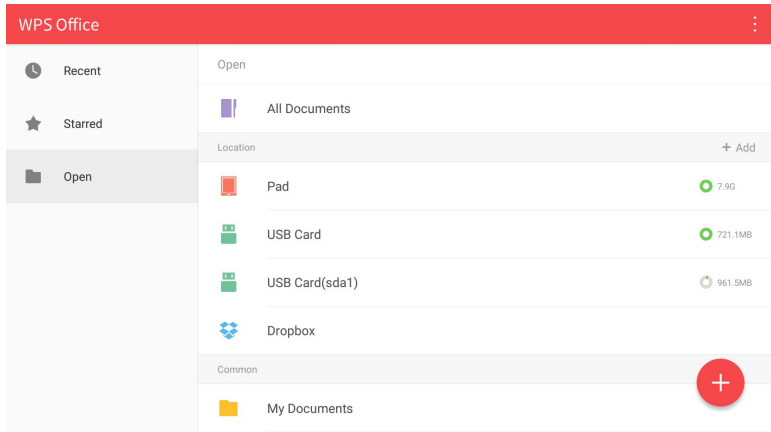 WPS Office
Recent
Starred
Open
Open
All Documents
Location
+ Add
Pad
7.9G
USB Card
721.1MB
USB Card(sda1)
961.5MB
Dropbox
Common
My Documents